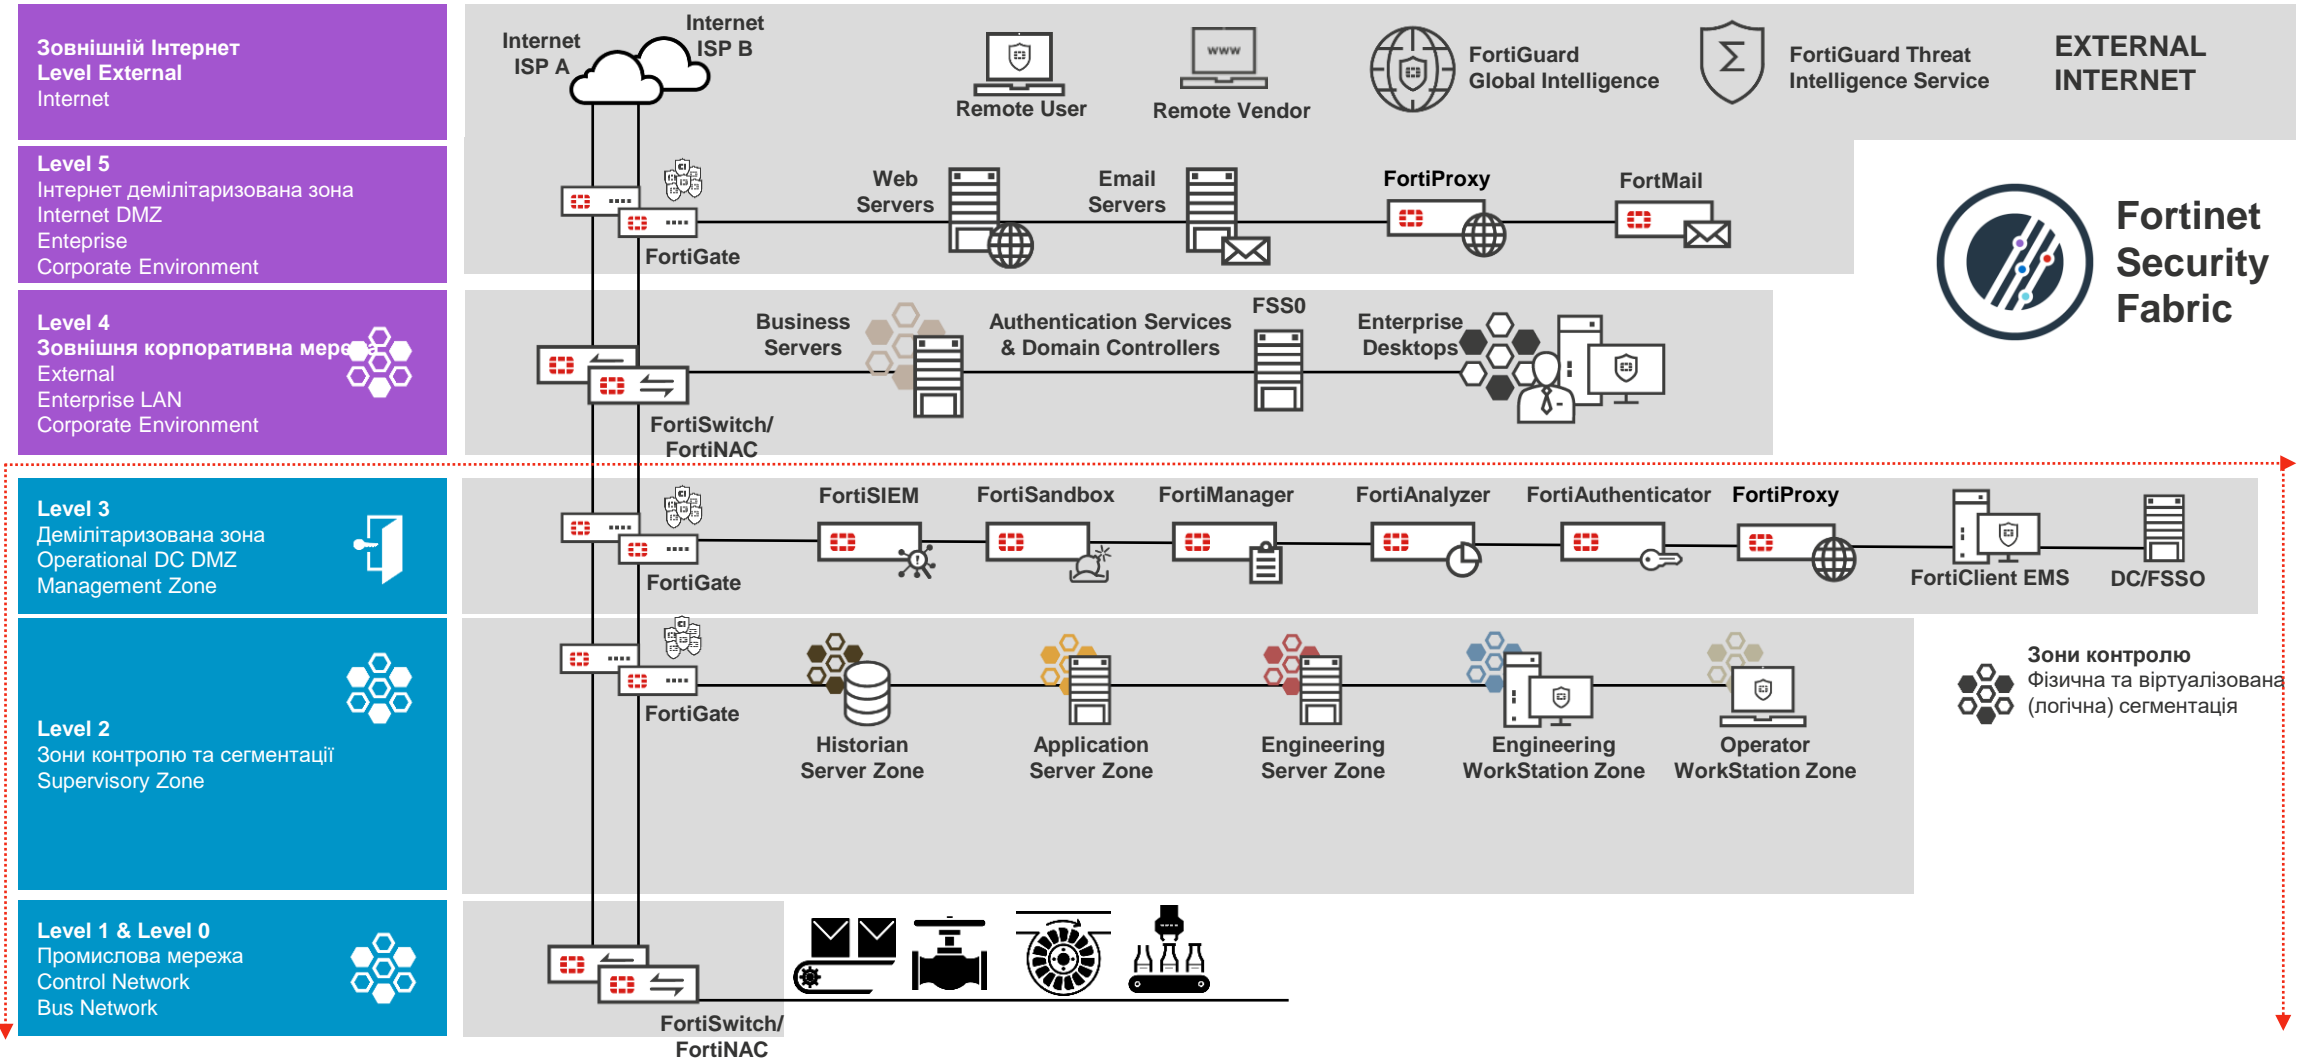 Зовнішній Інтернет
Level External
Internet
Internet
ISP A
Internet
ISP B
WWW
Remote User
Remote Vendor
FortiGuard
Global Intelligence
FortiGuard Threat
Intelligence Service
EXTERNAL
INTERNET
Level 5
Інтернет демілітаризована зона
Internet DMZ
Enteprise
Corporate Environment
FortiGate
Web
Servers
Email
Servers
FortiProxy
FortMail
Fortinet
Security
Fabric
Level 4
Зовнішня корпоративна мережа
External
Enterprise LAN
Corporate Environment
FortiSwitch/
FortiNAC
Business
Servers
Authentication Services
& Domain Controllers
FSS0
Enterprise
Desktops
Level 3
Демілітаризована зона
Operational DC DMZ
Management Zone
FortiGate
FortiSIEM
FortiSandbox
FortiManager
FortiAnalyzer
FortiAuthenticator
FortiProxy
FortiClient EMS
DC/FSSO
Level 2
Зони контролю та сегментації
Supervisory Zone
FortiGate
Historian
Server Zone
Application
Server Zone
Engineering
Server Zone
Engineering
WorkStation Zone
Operator
WorkStation Zone
Зони контролю
Фізична та віртуалізована
(логічна) сегментація
Level 1 & Level 0
Промислова мережа
Control Network
Bus Network
FortiSwitch/
FortiNAC